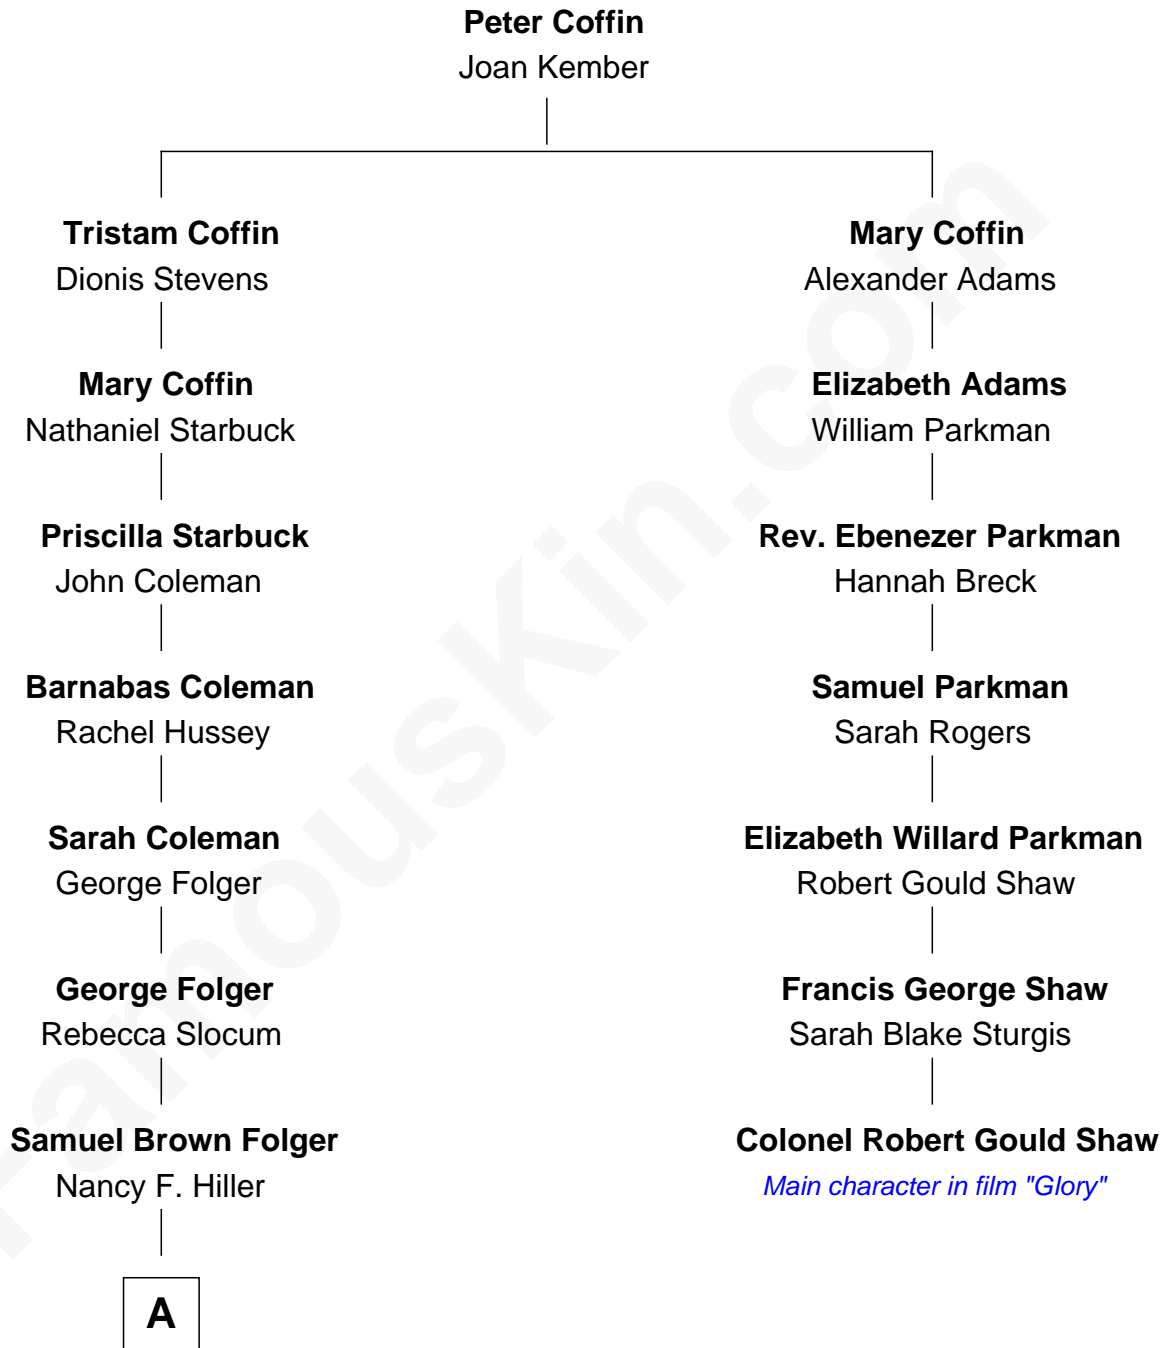 Peter Coffin
Joan Kember
Tristam Coffin
Dionis Stevens
Mary Coffin
Nathaniel Starbuck
Priscilla Starbuck
John Coleman
Barnabas Coleman
Rachel Hussey
Sarah Coleman
George Folger
George Folger
Rebecca Slocum
Samuel Brown Folger
Nancy F. Hiller
A
Mary Coffin
Alexander Adams
Elizabeth Adams
William Parkman
Rev. Ebenezer Parkman
Hannah Breck
Samuel Parkman
Sarah Rogers
Elizabeth Willard Parkman
Robert Gould Shaw
Francis George Shaw
Sarah Blake Sturgis
Colonel Robert Gould Shaw
Main character in film "Glory"
FamousKin.com